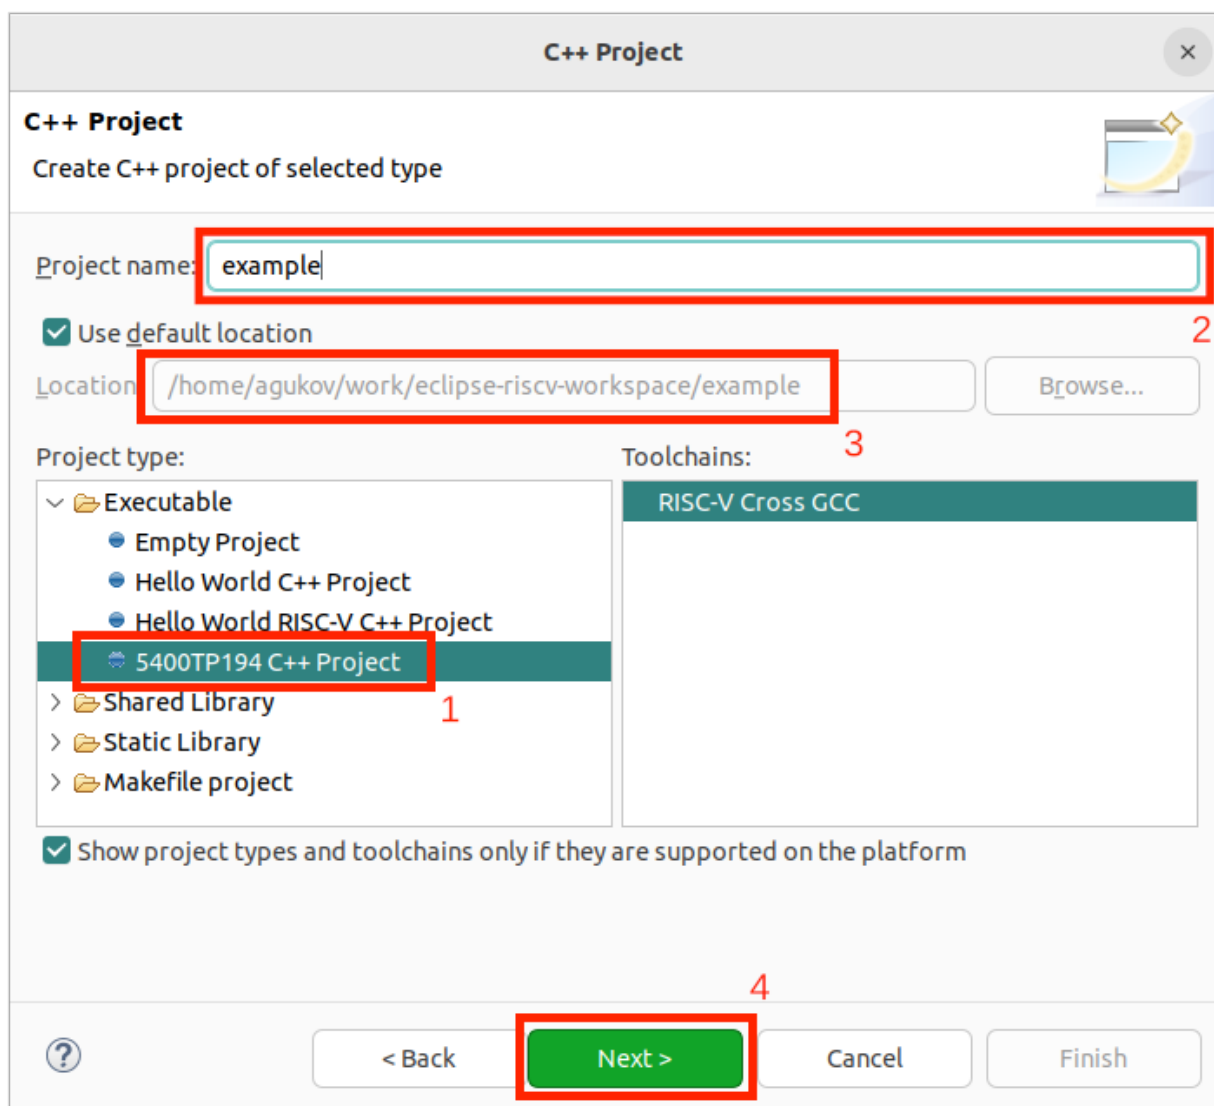 C++ Project
C++ Project
Create C++ project of selected type
Project name: example
2
Use default location
Location /home/agukov/work/eclipse-riscv-workspace/example Browse...
3
Project type: Toolchains:
Executable RISC-V Cross GCC
Empty Project
Hello World C++ Project
Hello World RISC-V C++ Project
5400TP194 C++ Project
1
Shared Library
Static Library
Makefile project
Show project types and toolchains only if they are supported on the platform
4
? < Back Next > Cancel Finish